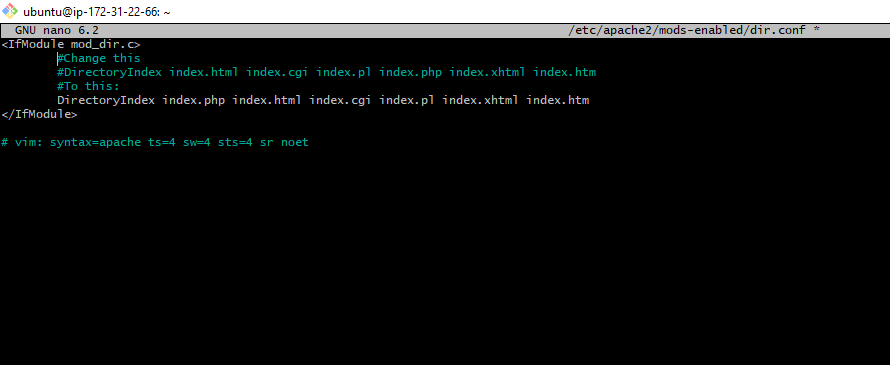 ubuntu@ip-172-31-22-66: ~
GNU nano 6.2 /etc/apache2/mods-enabled/dir.conf *
<IfModule mod_dir.c>
#Change this
#DirectoryIndex index.html index.cgi index.pl index.php index.xhtml index.htm
#To this:
DirectoryIndex index.php index.html index.cgi index.pl index.xhtml index.htm
</IfModule>
# vim: syntax=apache ts=4 sw=4 sts=4 sr noet